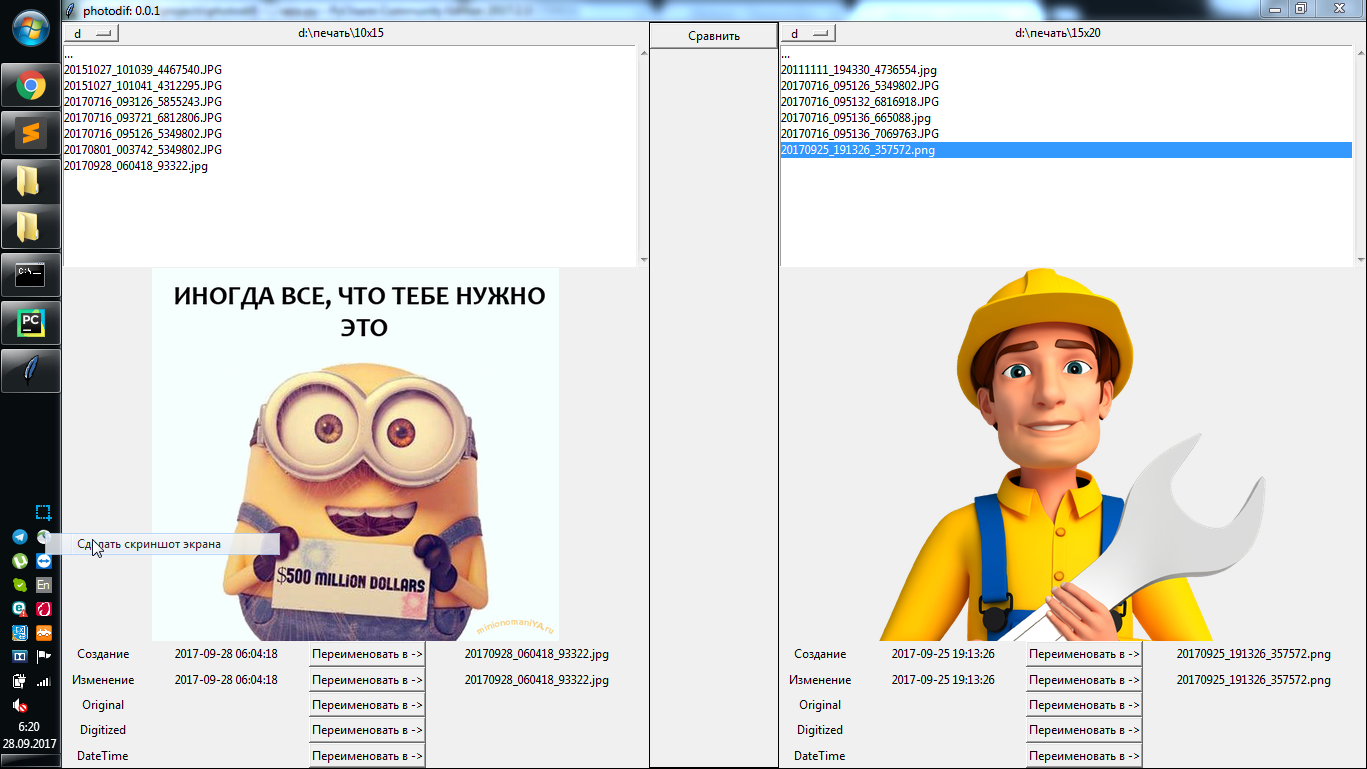 photodif: 0.0.1
d
d:\печать\10x15
...
20151027_101039_4467540.JPG
20151027_101041_4312295.JPG
20170716_093126_5855243.JPG
20170716_093721_6812806.JPG
20170716_095126_5349802.JPG
20170801_003742_5349802.JPG
20170928_060418_93322.jpg
Сравнить
d
d:\печать\15x20
...
20111111_194330_4736554.jpg
20170716_095126_5349802.JPG
20170716_095132_6816918.JPG
20170716_095136_665088.jpg
20170716_095136_7069763.JPG
20170925_191326_357572.png
ИНОГДА ВСЕ, ЧТО ТЕБЕ НУЖНО
ЭТО
$500 MILLION DOLLARS
minionomaniYA.ru
Создание 2017-09-28 06:04:18 Переименовать в -> 20170928_060418_93322.jpg
Изменение 2017-09-28 06:04:18 Переименовать в -> 20170928_060418_93322.jpg
Original Переименовать в ->
Digitized Переименовать в ->
DateTime Переименовать в ->
Создание 2017-09-25 19:13:26 Переименовать в -> 20170925_191326_357572.png
Изменение 2017-09-25 19:13:26 Переименовать в -> 20170925_191326_357572.png
Original Переименовать в ->
Digitized Переименовать в ->
DateTime Переименовать в ->
C:\
PC
Сделать скриншот экрана
En
6:20
28.09.2017